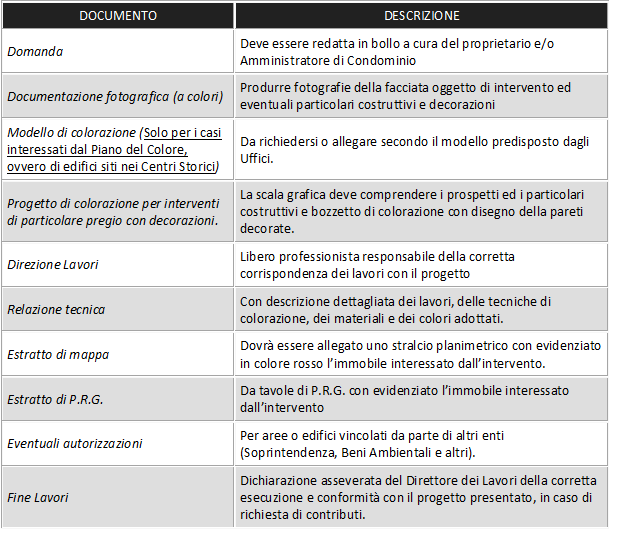 DOCUMENTO DESCRIZIONE
Domanda
Deve essere redatta in bollo a cura del proprietario e/o
Amministratore di Condominio
Documentazione fotografica (a colori)
Produrre fotografie della facciata oggetto di intervento ed
eventuali particolari costruttivi e decorazioni
Modello di colorazione (Solo per i casi
interessati dal Piano del Colore,
ovvero di edifici siti nei Centri Storici)
Da richiedersi o allegare secondo il modello predisposto dagli
Uffici.
Progetto di colorazione per interventi
di particolare pregio con decorazioni.
La scala grafica deve comprendere i prospetti ed i particolari
costruttivi e bozzetto di colorazione con disegno della pareti
decorate.
Direzione Lavori
Libero professionista responsabile della corretta
corrispondenza dei lavori con il progetto
Relazione tecnica
Con descrizione dettagliata dei lavori, delle tecniche di
colorazione, dei materiali e dei colori adottati.
Estratto di mappa
Dovrà essere allegato uno stralcio planimetrico con evidenziato
in colore rosso l’immobile interessato dall’intervento.
Estratto di P.R.G.
Da tavole di P.R.G. con evidenziato l’immobile interessato
dall’intervento
Eventuali autorizzazioni
Per aree o edifici vincolati da parte di altri enti
(Soprintendenza, Beni Ambientali e altri).
Fine Lavori
Dichiarazione asseverata del Direttore dei Lavori della corretta
esecuzione e conformità con il progetto presentato, in caso di
richiesta di contributi.